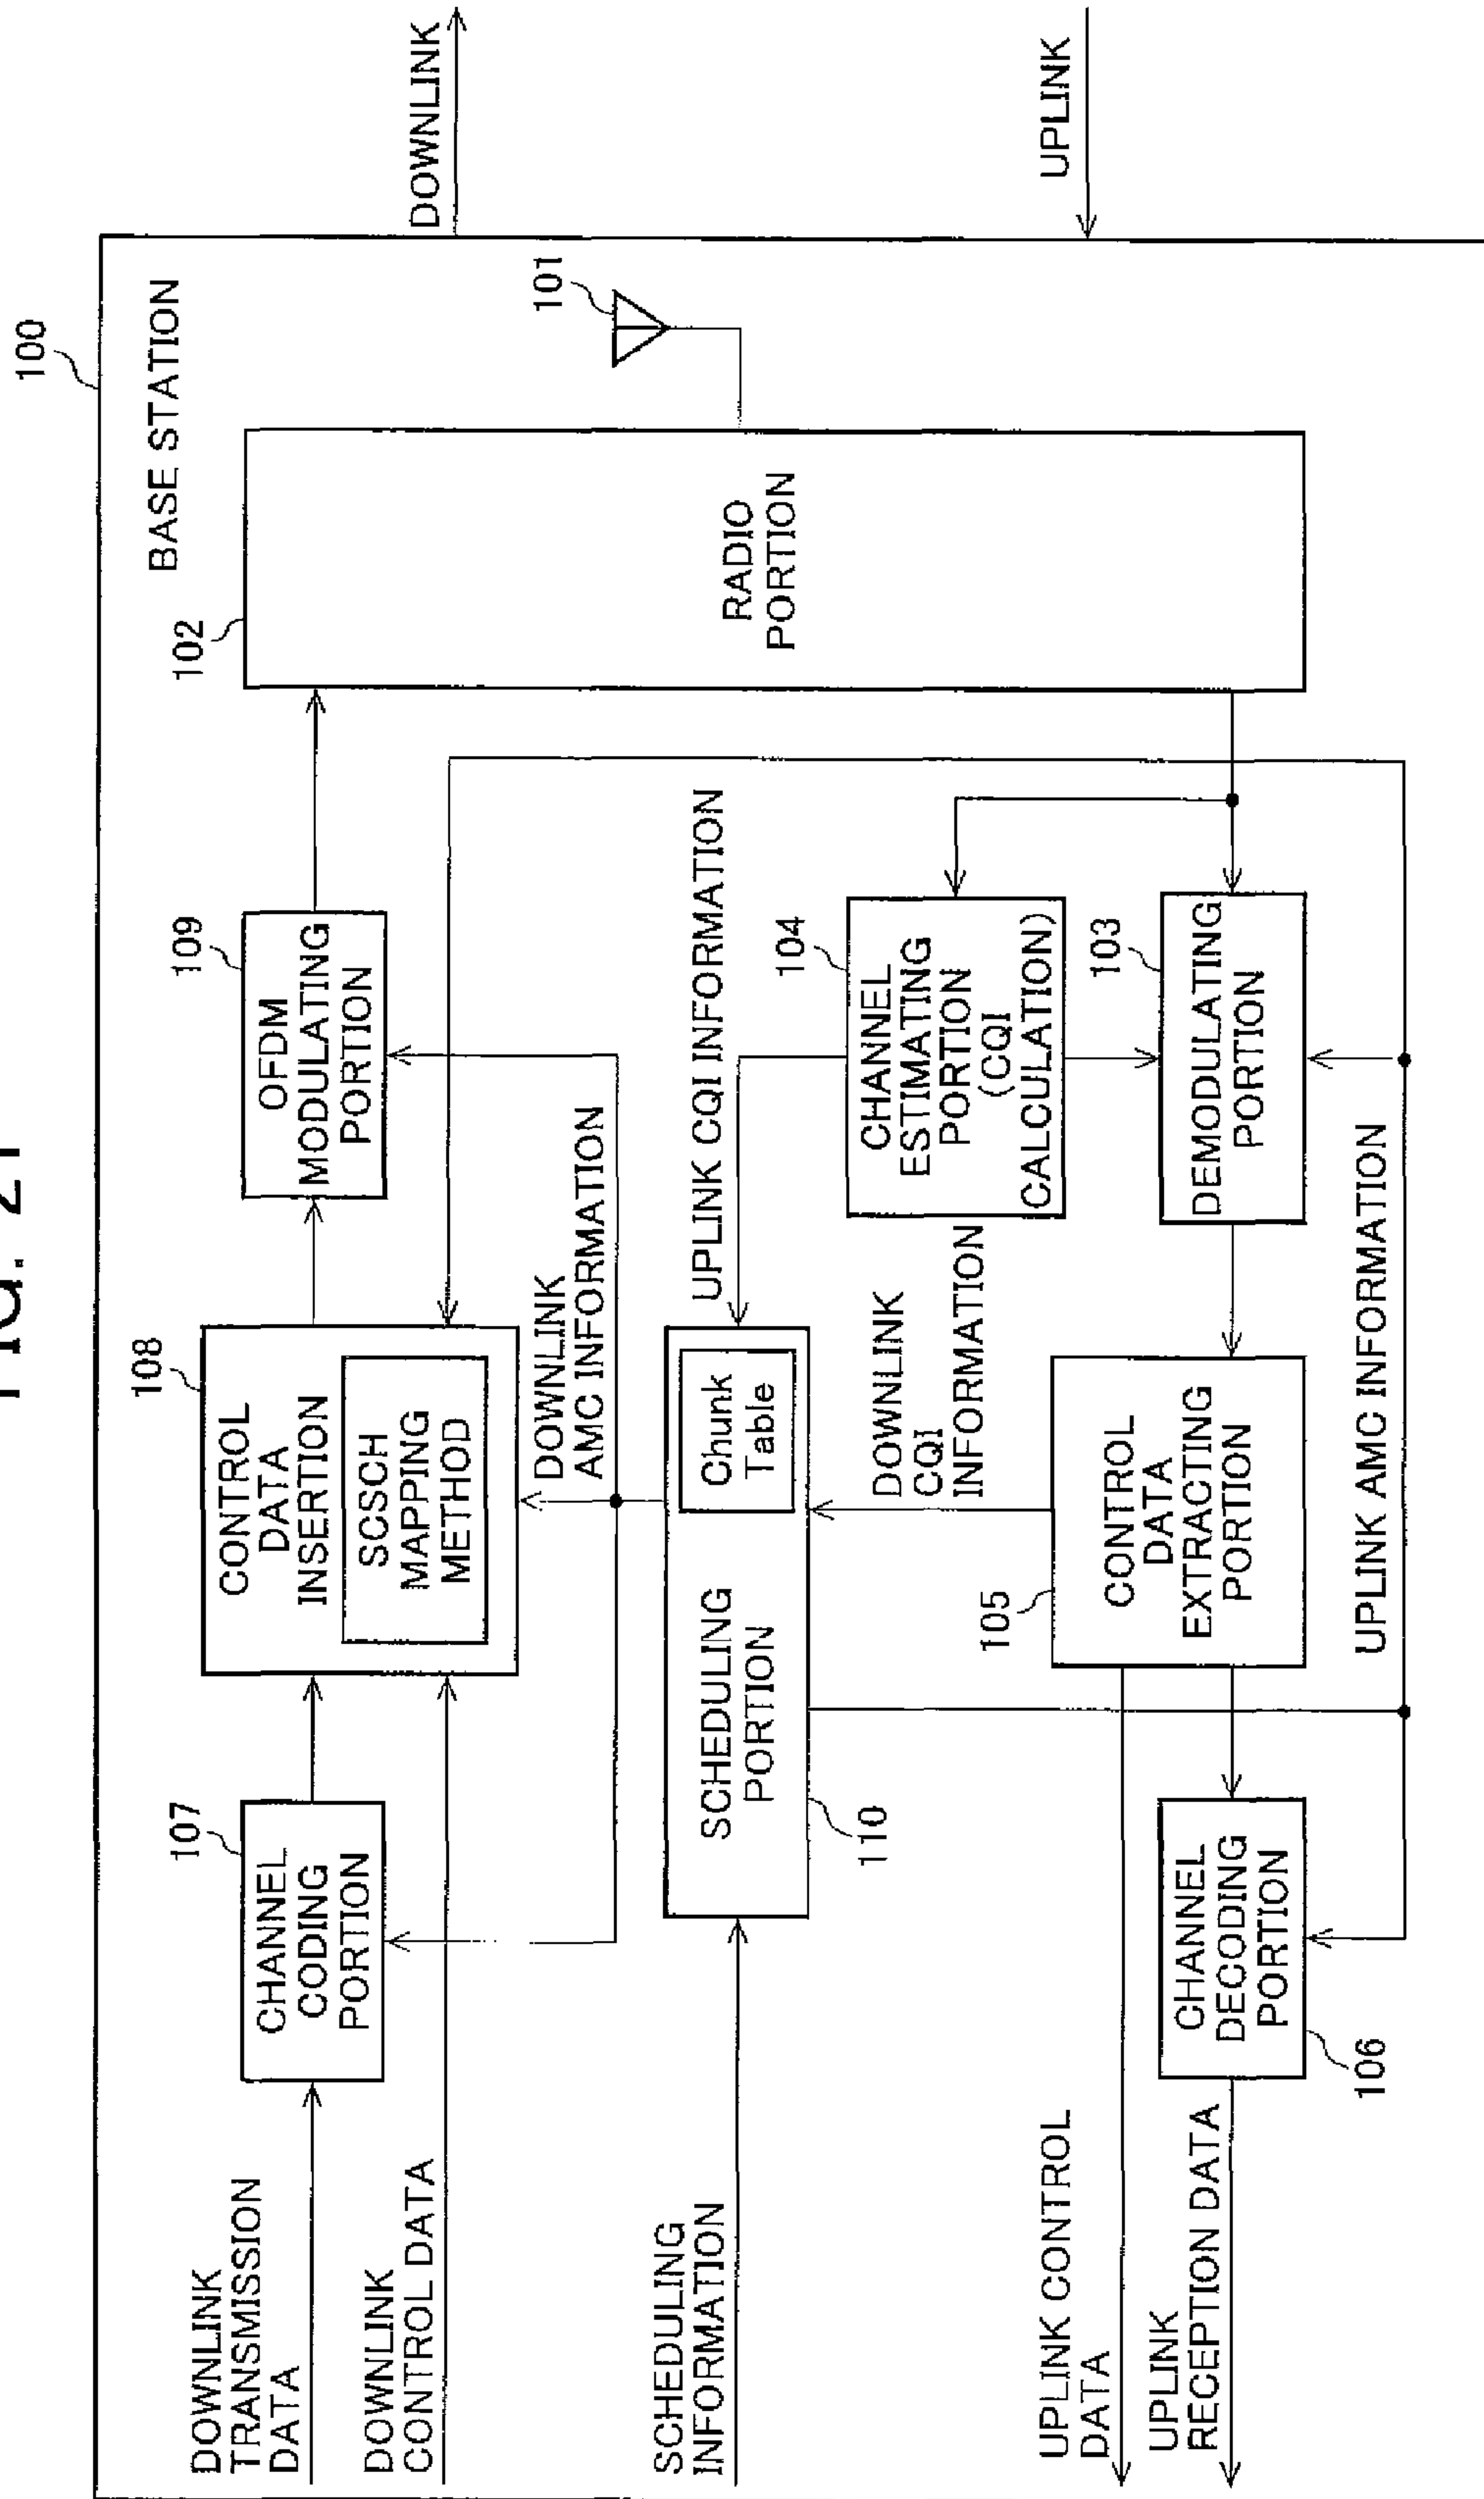 FIG. 21
100
BASE STATION
DOWNLINK
UPLINK
101
102
RADIO
PORTION
109
OFDM
MODULATING
PORTION
108
CONTROL
DATA
INSERTION
SCSCH
MAPPING
METHOD
107
CHANNEL
CODING
PORTION
DOWNLINK
TRANSMISSION
DATA
DOWNLINK
CONTROL DATA
DOWNLINK
AMC INFORMATION
UPLINK CQI INFORMATION
SCHEDULING
INFORMATION
SCHEDULING
PORTION
Chunk
Table
110
104
CHANNEL
ESTIMATING
PORTION
(CQI
CALCULATION)
DOWNLINK
CQI
INFORMATION
103
DEMODULATING
PORTION
105
CONTROL
DATA
EXTRACTING
PORTION
UPLINK CONTROL
DATA
UPLINK
RECEPTION DATA
CHANNEL
DECODING
PORTION
106
UPLINK AMC INFORMATION